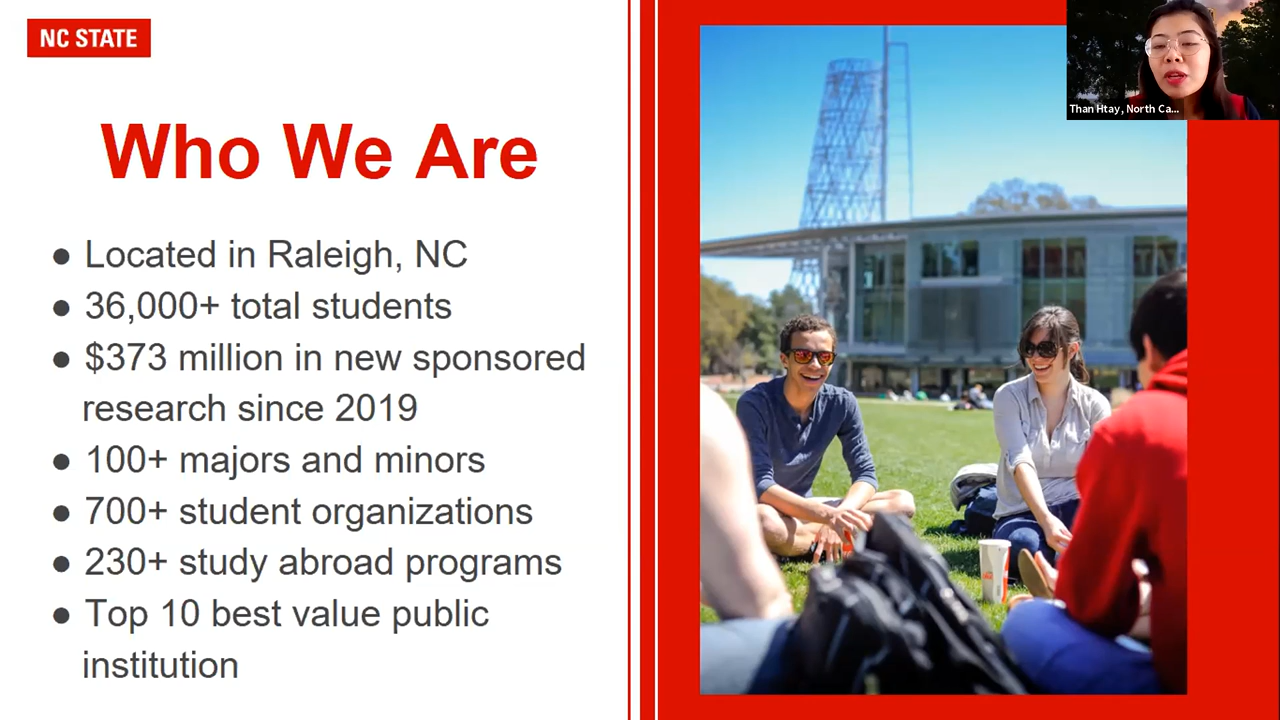 NC STATE
Who We Are
● Located in Raleigh, NC
● 36,000+ total students
● $373 million in new sponsored
research since 2019
● 100+ majors and minors
● 700+ student organizations
● 230+ study abroad programs
● Top 10 best value public
institution
Than Htay, North Ca...